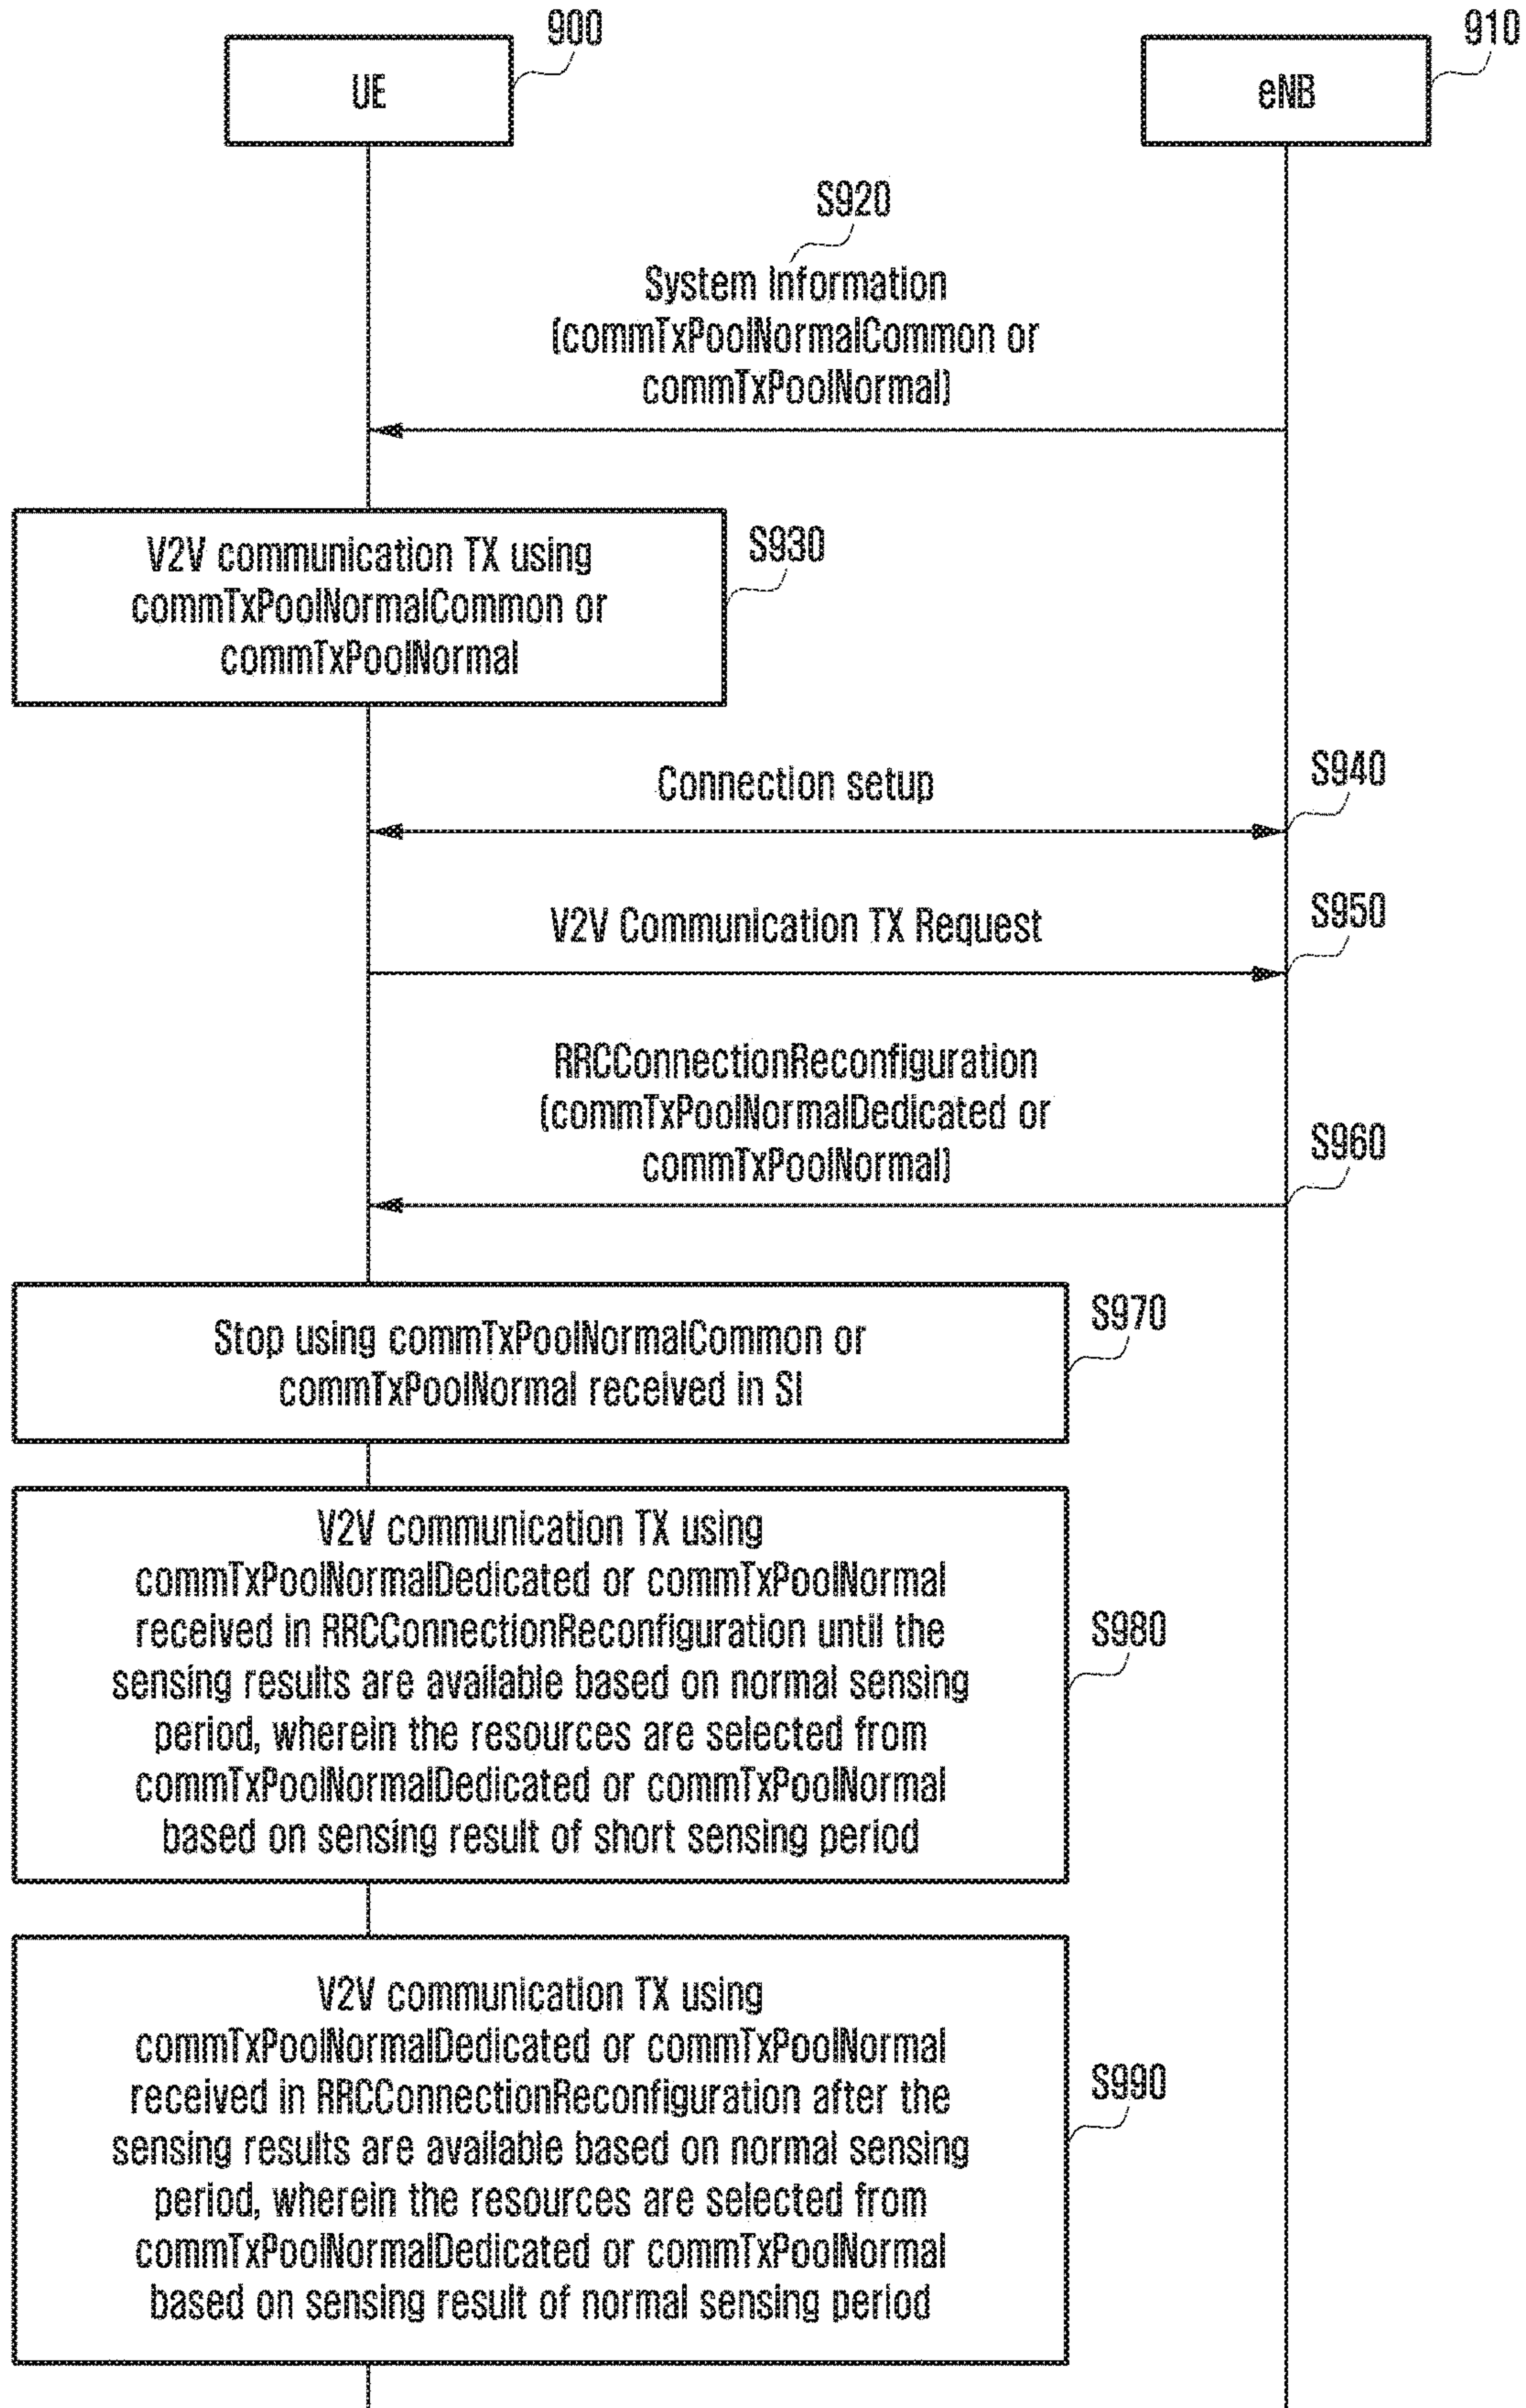 900
910
UE
eNB
S920
System Information
(commTxPoolNormalCommon or
commTxPoolNormal)
V2V communication TX using
commTxPoolNormalCommon or
commTxPoolNormal
S930
Connection setup
S940
V2V Communication TX Request
S950
RRCConnectionReconfiguration
(commTxPoolNormalDedicated or
commTxPoolNormal)
S960
Stop using commTxPoolNormalCommon or
commTxPoolNormal received in SI
S970
V2V communication TX using
commTxPoolNormalDedicated or commTxPoolNormal
received in RRCConnectionReconfiguration until the
sensing results are available based on normal sensing
period, wherein the resources are selected from
commTxPoolNormalDedicated or commTxPoolNormal
based on sensing result of short sensing period
S980
V2V communication TX using
commTxPoolNormalDedicated or commTxPoolNormal
received in RRCConnectionReconfiguration after the
sensing results are available based on normal sensing
period, wherein the resources are selected from
commTxPoolNormalDedicated or commTxPoolNormal
based on sensing result of normal sensing period
S990